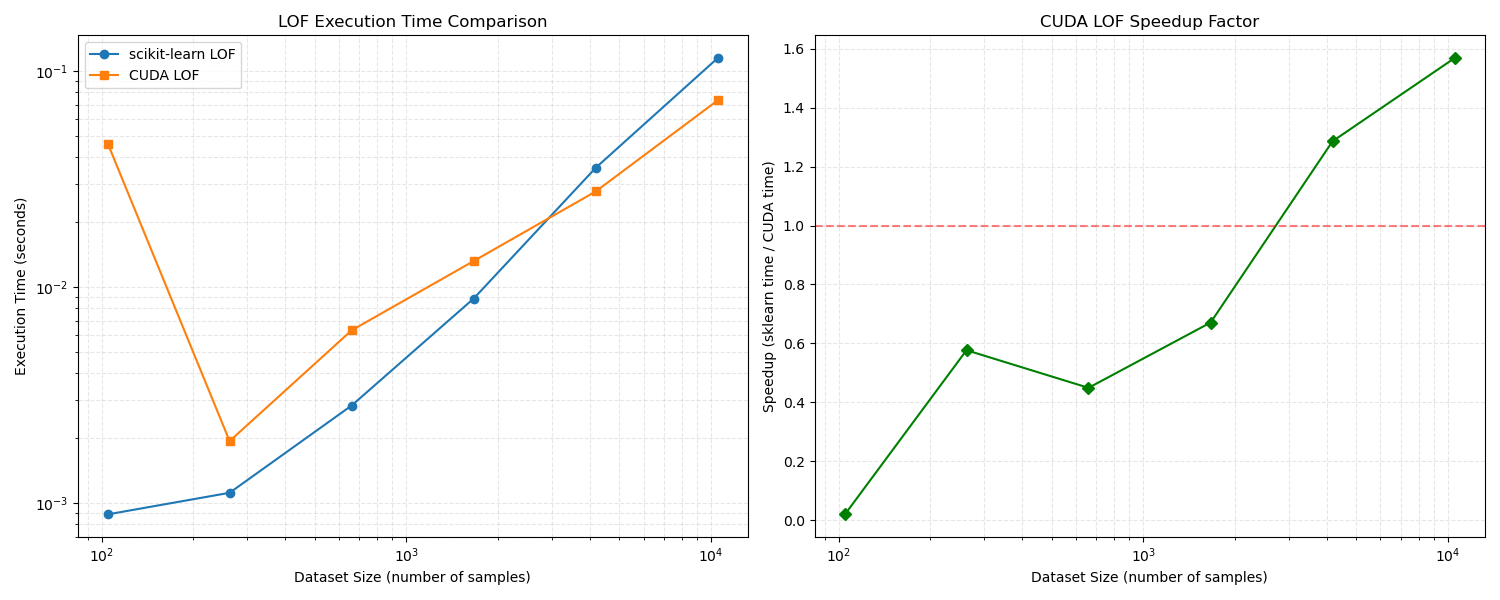 LOF Execution Time Comparison
scikit-learn LOF
CUDA LOF
Execution Time (seconds)
10⁻¹
10⁻²
10⁻³
10² 10³ 10⁴
Dataset Size (number of samples)
CUDA LOF Speedup Factor
Speedup (sklearn time / CUDA time)
1.6
1.4
1.2
1.0
0.8
0.6
0.4
0.2
0.0
10² 10³ 10⁴
Dataset Size (number of samples)